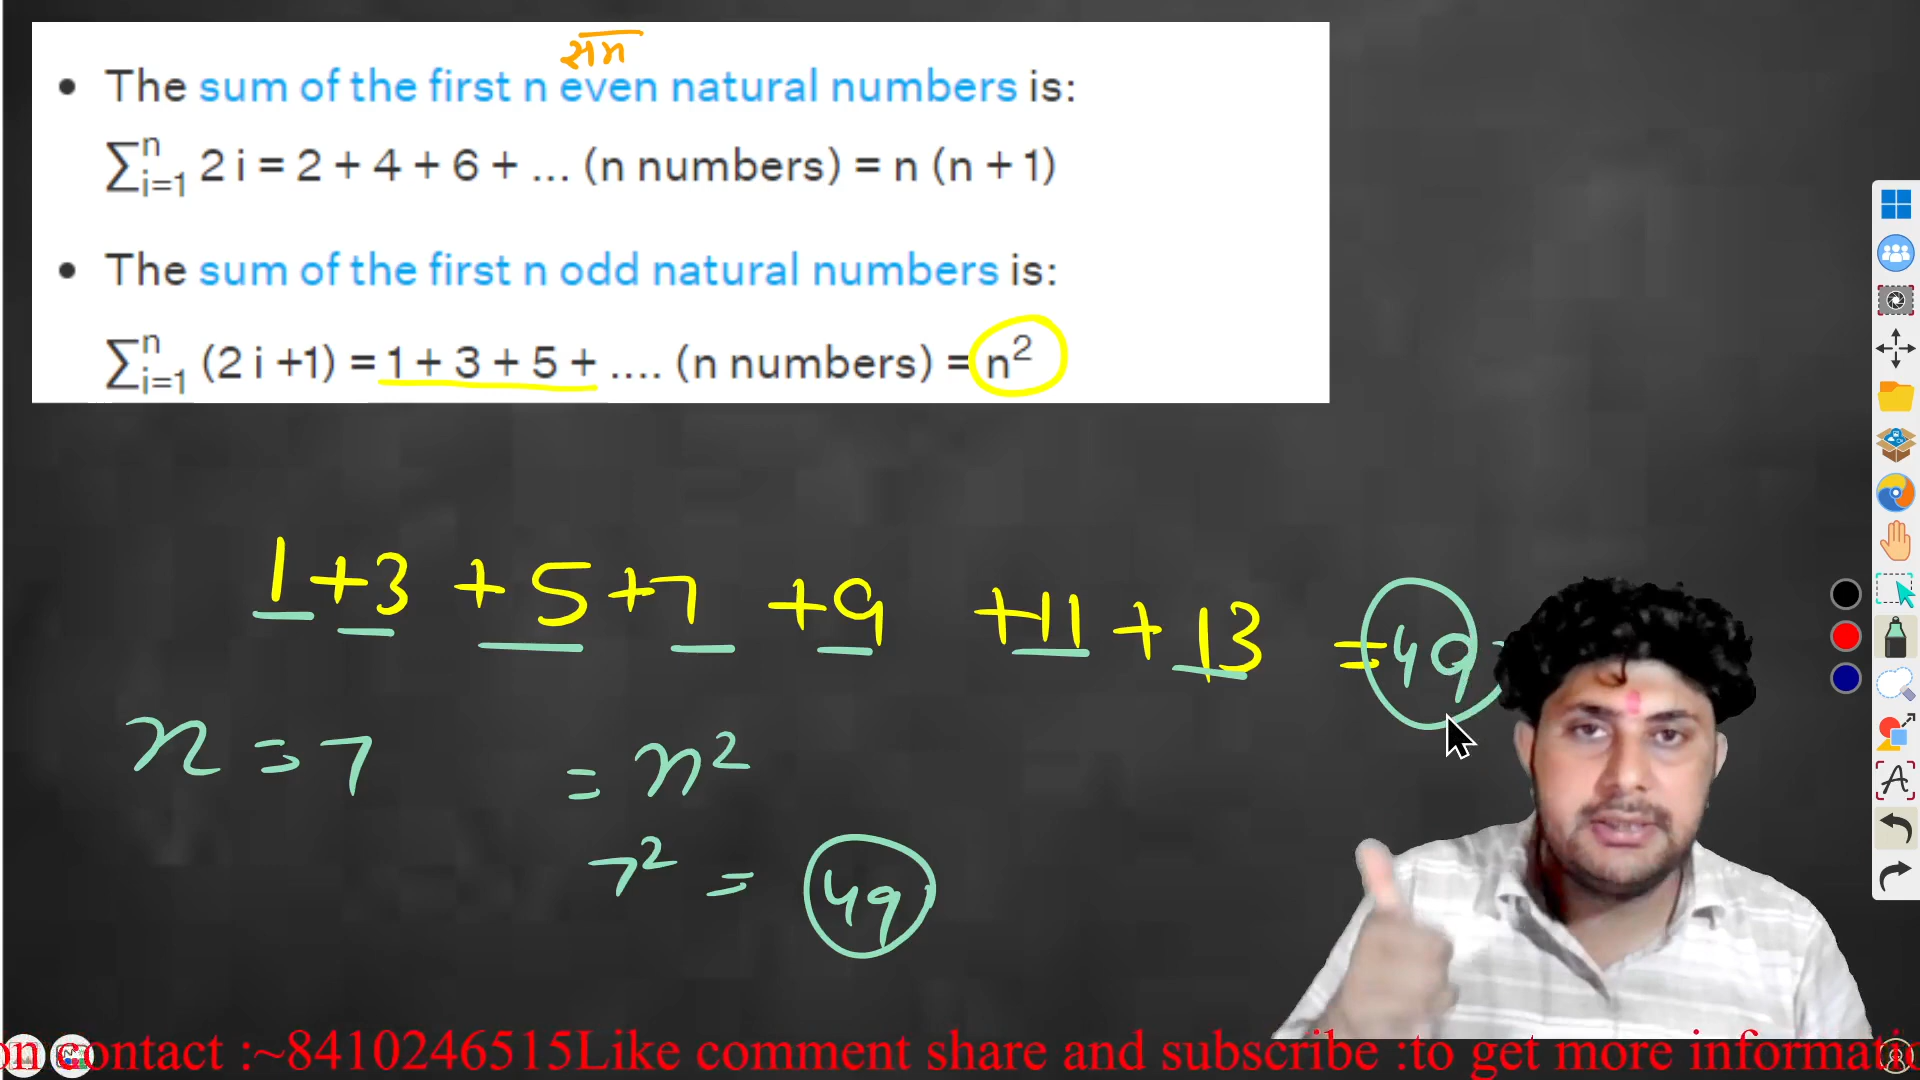 सम
• The sum of the first n even natural numbers is:
∑ⁿᵢ₌₁ 2 i = 2 + 4 + 6 + ... (n numbers) = n (n + 1)
• The sum of the first n odd natural numbers is:
∑ⁿᵢ₌₁ (2 i +1) = 1 + 3 + 5 + .... (n numbers) = n²
1 + 3 + 5 + 7 + 9 + 11 + 13 = 49
n = 7 = n²
7² = 49
on contact :~8410246515Like comment share and subscribe :to get more informati